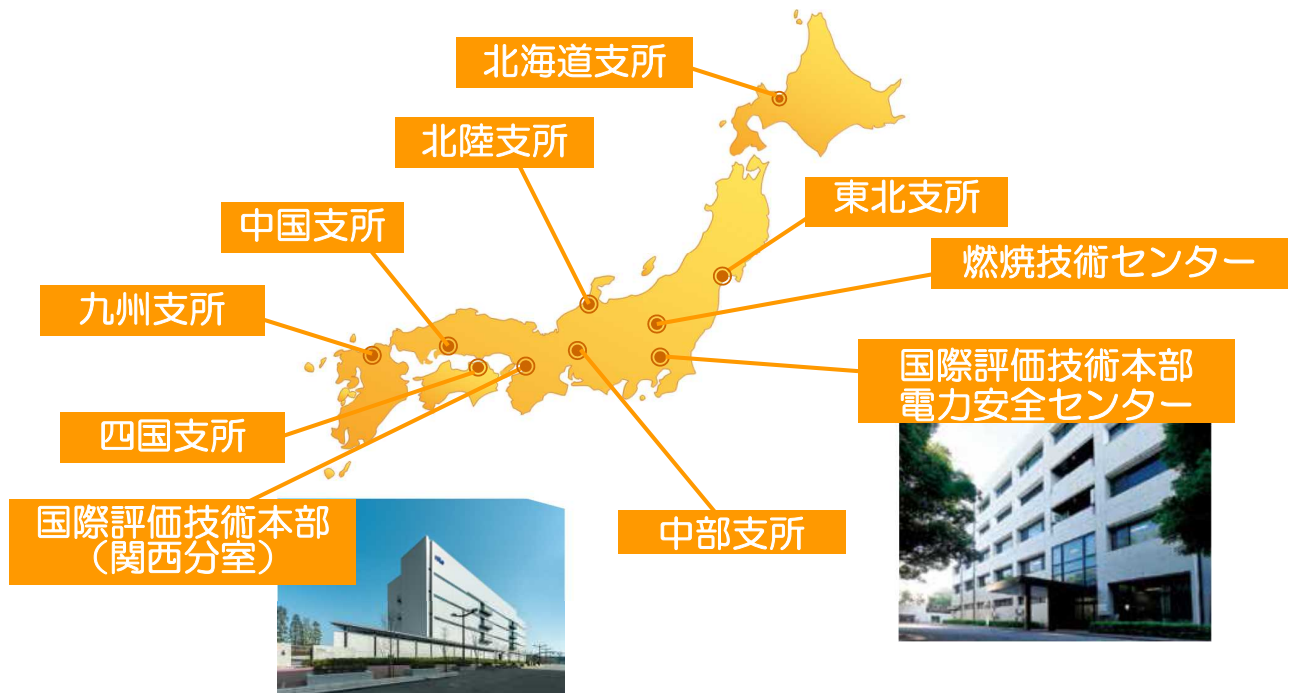 北海道支所
北陸支所
東北支所
中国支所
燃焼技術センター
九州支所
国際評価技術本部
電力安全センター
四国支所
国際評価技術本部
（関西分室）
中部支所